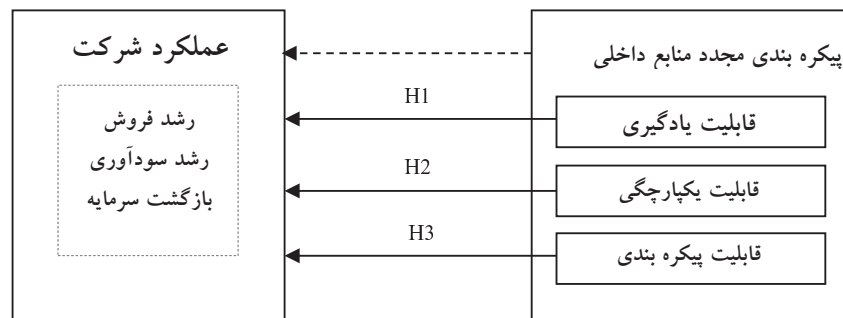 پیکره بندی مجدد منابع داخلی
قابلیت یادگیری
قابلیت یکپارچگی
قابلیت پیکره بندی
H1
H2
H3
عملکرد شرکت
رشد فروش
رشد سودآوری
بازگشت سرمایه